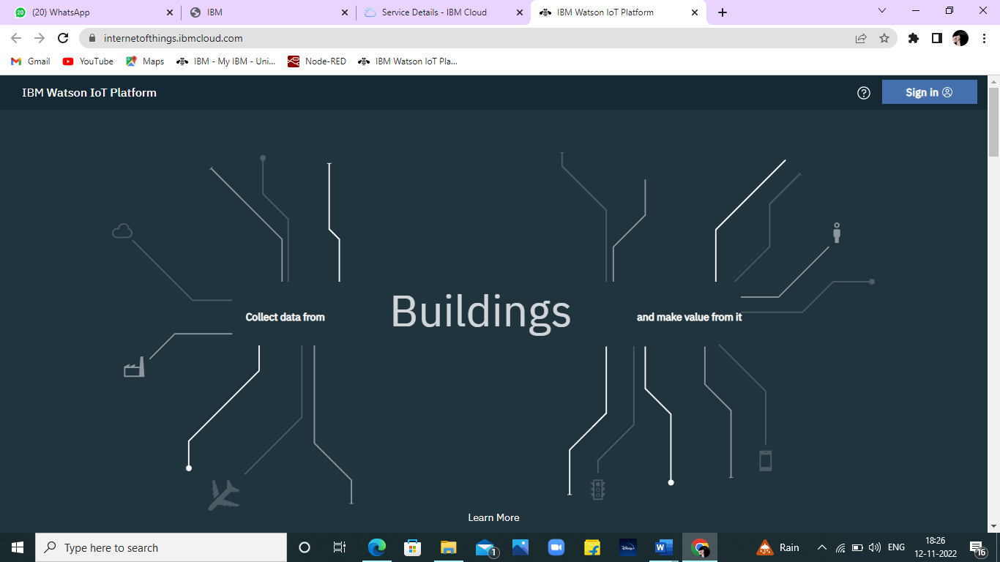 (20) WhatsApp
IBM
Service Details - IBM Cloud
IBM Watson IoT Platform
internetofthings.ibmcloud.com
Gmail
YouTube
Maps
IBM - My IBM - Uni...
Node-RED
IBM Watson IoT Pla...
IBM Watson IoT Platform
Sign in
Collect data from
Buildings
and make value from it
Learn More
Type here to search
1
Rain
ENG
18:26
12-11-2022
16